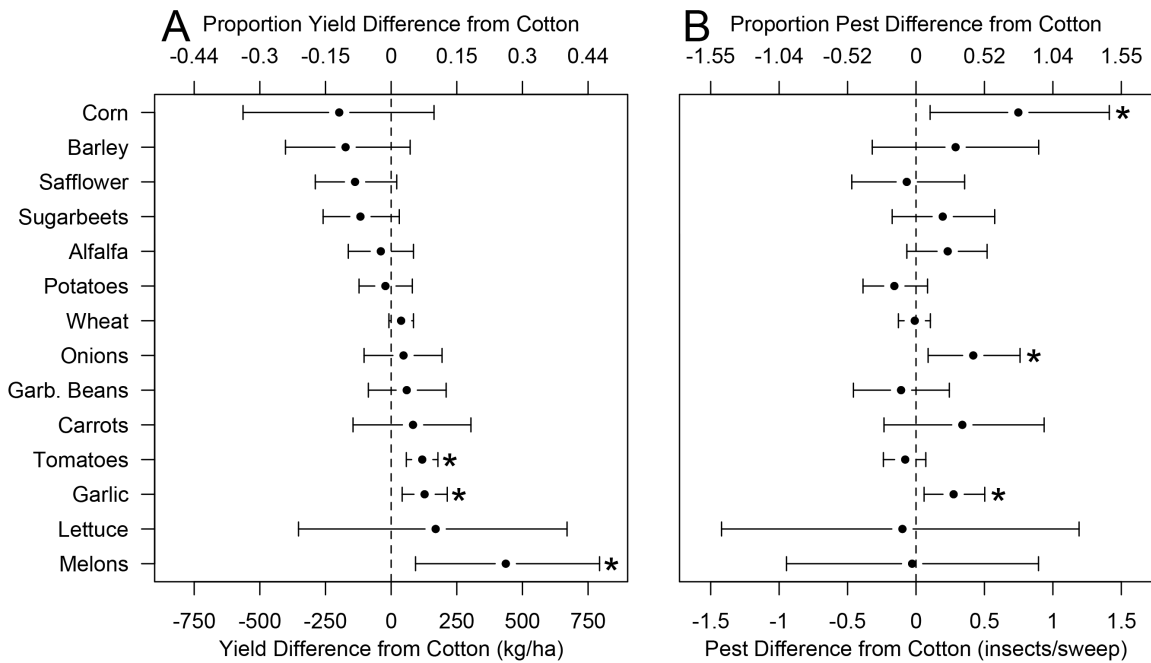 A
Proportion Yield Difference from Cotton
-0.44 -0.3 -0.15 0 0.15 0.3 0.44
B
Proportion Pest Difference from Cotton
-1.55 -1.04 -0.52 0 0.52 1.04 1.55
Corn
*
Barley
Safflower
Sugarbeets
Alfalfa
Potatoes
Wheat
Onions
*
Garb. Beans
Carrots
Tomatoes
*
Garlic
* *
Lettuce
Melons
*
-750 -500 -250 0 250 500 750
Yield Difference from Cotton (kg/ha)
-1.5 -1 -0.5 0 0.5 1 1.5
Pest Difference from Cotton (insects/sweep)